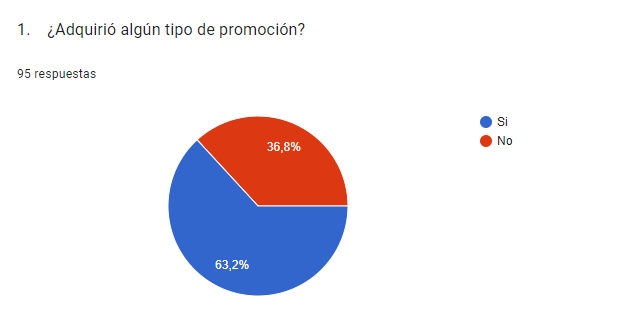 1. ¿Adquirió algún tipo de promoción?
95 respuestas
Si
No
36,8%
63,2%